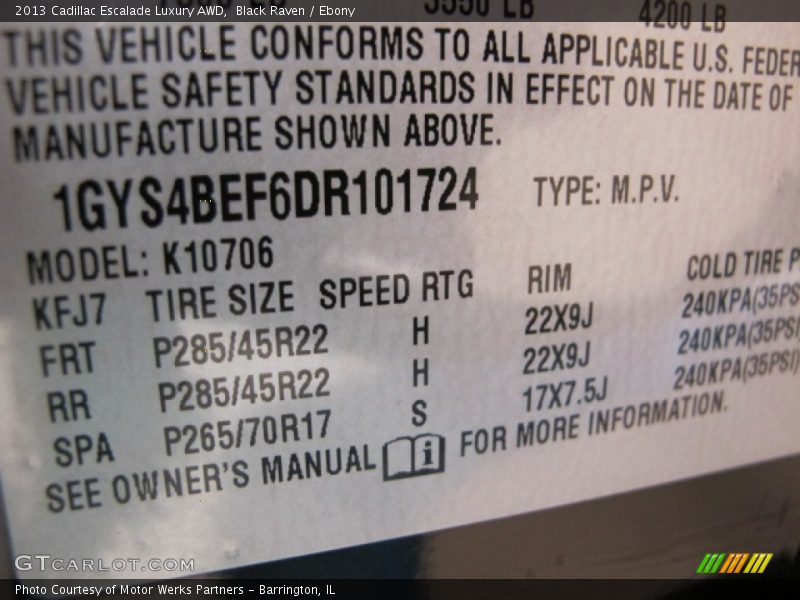 2013 Cadillac Escalade Luxury AWD,  Black Raven / Ebony
5550 LB 4200 LB
THIS VEHICLE CONFORMS TO ALL APPLICABLE U.S. FEDER
VEHICLE SAFETY STANDARDS IN EFFECT ON THE DATE OF
MANUFACTURE SHOWN ABOVE.
1GYS4BEF6DR101724 TYPE: M.P.V.
MODEL: K10706
KFJ7 TIRE SIZE SPEED RTG RIM COLD TIRE P
FRT P285/45R22 H 22X9J 240KPA(35PSI
RR P285/45R22 H 22X9J 240KPA(35PSI)
SPA P265/70R17 S 17X7.5J 240KPA(35PSI)
SEE OWNER'S MANUAL i FOR MORE INFORMATION.
GTCARLOT.COM
Photo Courtesy of Motor Werks Partners - Barrington, IL